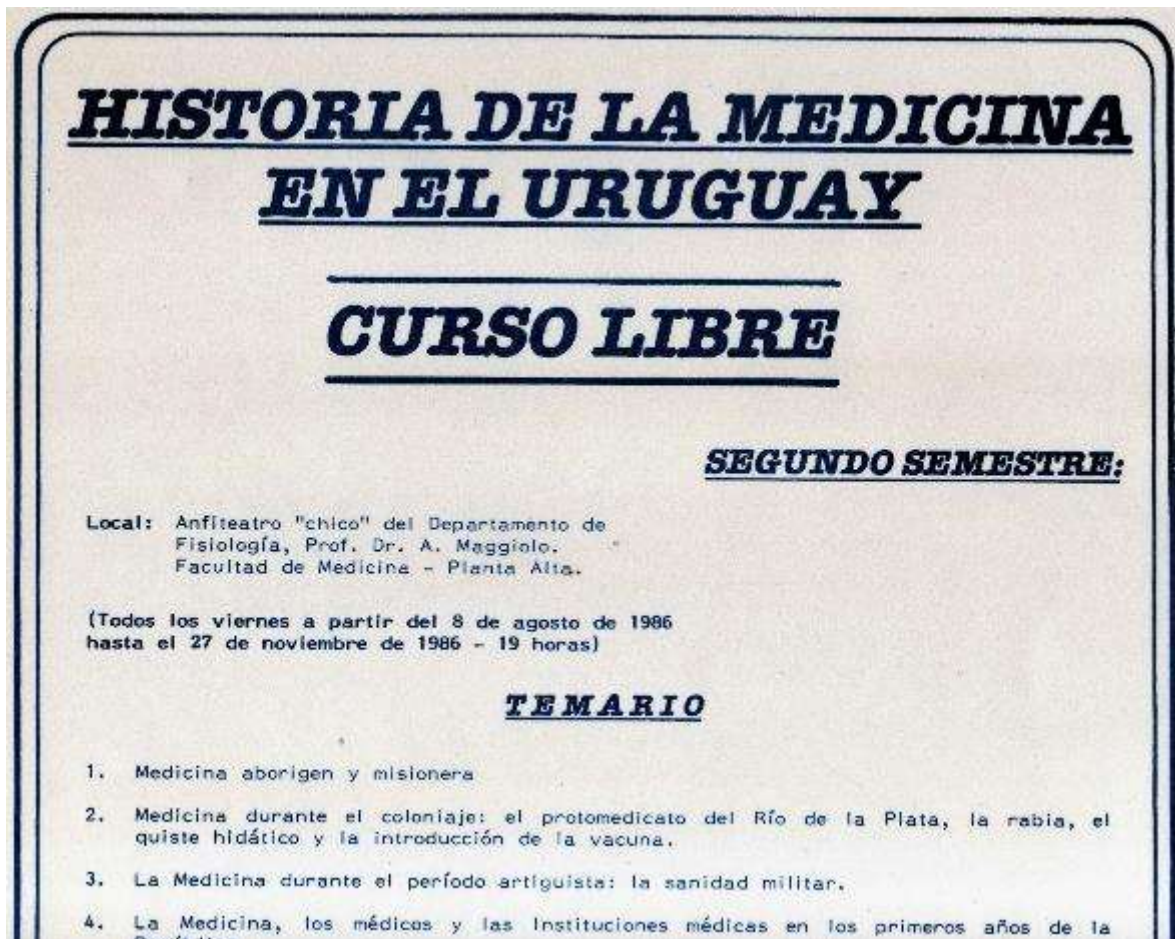 HISTORIA DE LA MEDICINA
EN EL URUGUAY
CURSO LIBRE
SEGUNDO SEMESTRE:
Local: Anfiteatro "chico" del Departamento de
Fisiología, Prof. Dr. A. Maggiolo.
Facultad de Medicina - Planta Alta.
(Todos los viernes a partir del 8 de agosto de 1986
hasta el 27 de noviembre de 1986 - 19 horas)
TEMARIO
1. Medicina aborigen y misionera
2. Medicina durante el coloniaje: el protomedicato del Río de la Plata, la rabia, el
quiste hidático y la introducción de la vacuna.
3. La Medicina durante el período artiguista: la sanidad militar.
4. La Medicina, los médicos y las Instituciones médicas en los primeros años de la